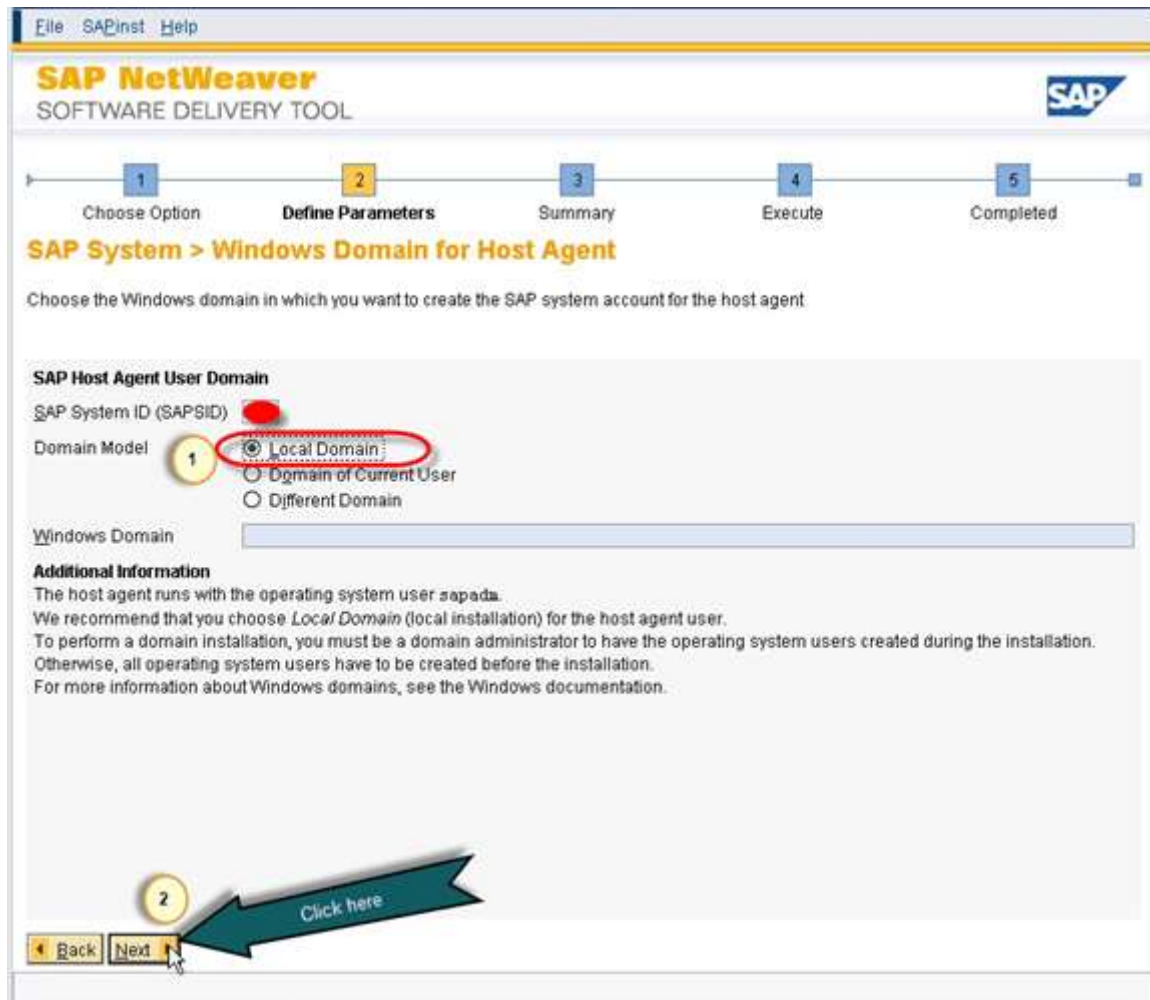 File SAPinst Help
SAP NetWeaver
SOFTWARE DELIVERY TOOL
SAP
1 2 3 4 5
Choose Option Define Parameters Summary Execute Completed
SAP System > Windows Domain for Host Agent
Choose the Windows domain in which you want to create the SAP system account for the host agent
SAP Host Agent User Domain
SAP System ID (SAPSID)
Domain Model 1 Local Domain
Domain of Current User
Different Domain
Windows Domain
Additional Information
The host agent runs with the operating system user sapadm.
We recommend that you choose Local Domain (local installation) for the host agent user.
To perform a domain installation, you must be a domain administrator to have the operating system users created during the installation.
Otherwise, all operating system users have to be created before the installation.
For more information about Windows domains, see the Windows documentation.
2
Click here
Back Next